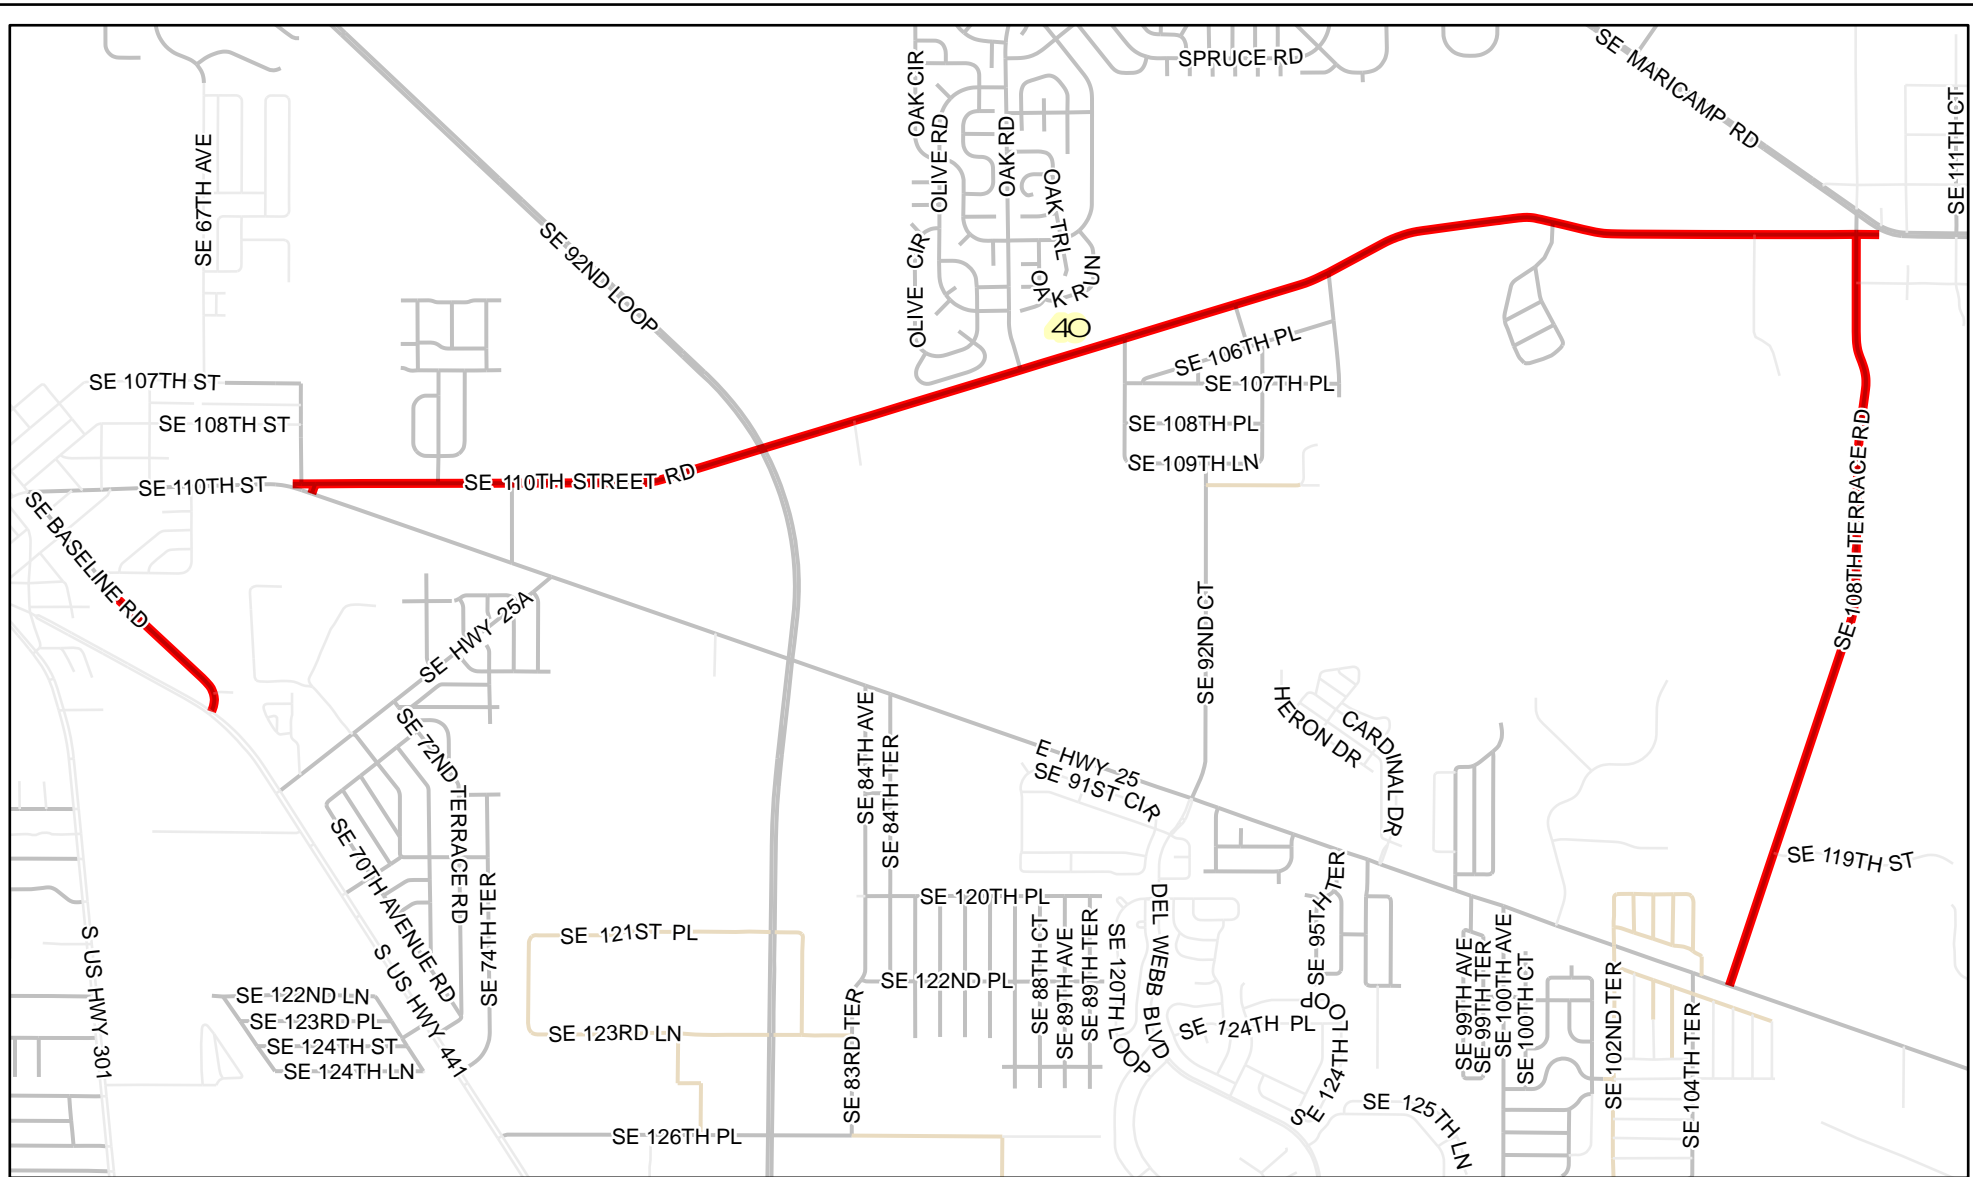 SPRUCE RD
SE MARICAMP RD
OAK CIR
OLIVE RD
OAK RD
SE 111TH CT
SE 67TH AVE
OAK TRL
SE 92ND LOOP
OLIVE CIR
OAK RUN
40
SE 106TH PL
SE 107TH ST
SE 107TH PL
SE 108TH ST
SE 108TH PL
SE 109TH LN
SE 110TH ST
SE 110TH STREET RD
SE 108TH TERRACE RD
SE BASELINE RD
SE HWY 25A
SE 92ND CT
HERON DR
CARDINAL DR
SE 72ND TERRACE RD
SE 84TH AVE
SE 84TH TER
E HWY 25
SE 91ST CIR
SE 70TH AVENUE RD
SE 119TH ST
SE 74TH TER
SE 120TH PL
SE 95TH TER
S US HWY 301
S US HWY 441
SE 121ST PL
SE 88TH CT
SE 89TH AVE
SE 89TH TER
SE 120TH LOOP
DEL WEBB BLVD
SE 122ND PL
SE 99TH AVE
SE 99TH TER
SE 100TH AVE
SE 100TH CT
SE 102ND TER
SE 104TH TER
SE 122ND LN
SE 123RD PL
SE 124TH ST
SE 124TH LN
SE 123RD LN
SE 83RD TER
SE 124TH PL
SE 124TH LOOP
SE 125TH LN
SE 126TH PL